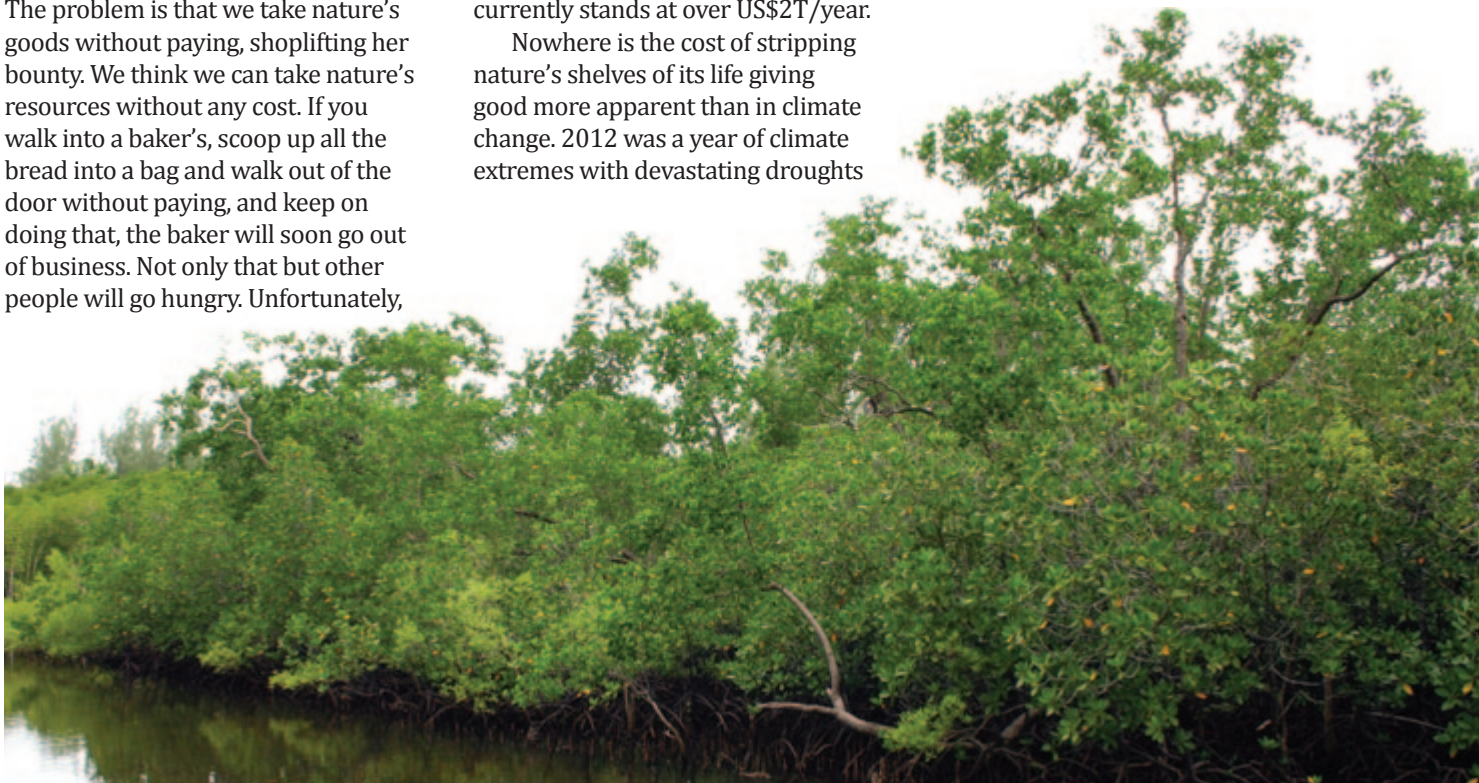 The problem is that we take nature's
goods without paying, shoplifting her
bounty. We think we can take nature's
resources without any cost. If you
walk into a baker's, scoop up all the
bread into a bag and walk out of the
door without paying, and keep on
doing that, the baker will soon go out
of business. Not only that but other
people will go hungry. Unfortunately,
currently stands at over US$2T/year.
Nowhere is the cost of stripping
nature's shelves of its life giving
good more apparent than in climate
change. 2012 was a year of climate
extremes with devastating droughts